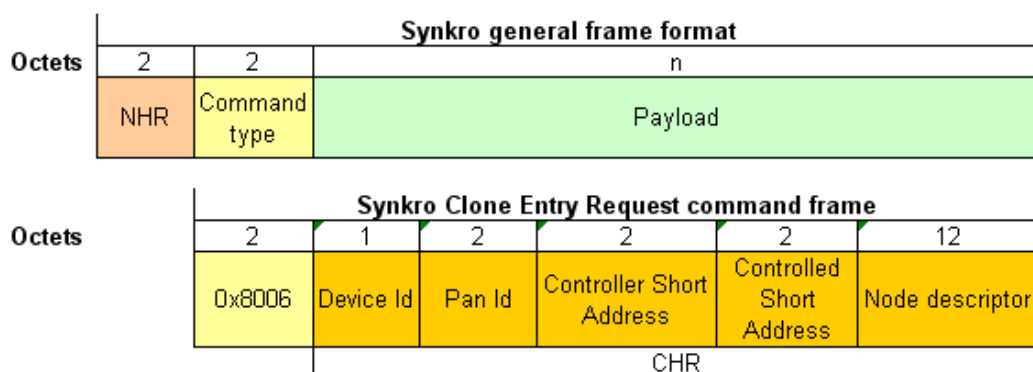 Synkro general frame format
Octets 2 2 n
NHR Command type Payload
Synkro Clone Entry Request command frame
Octets 2 1 2 2 2 12
0x8006 Device Id Pan Id Controller Short Address Controlled Short Address Node descriptor
CHR